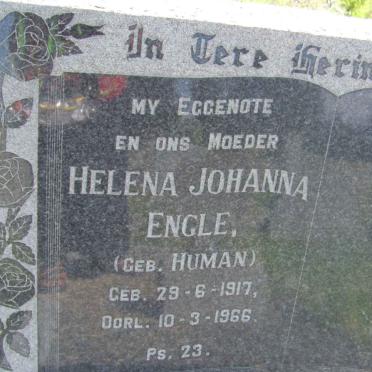 In Tere Herin
MY EGGENOTE
EN ONS MOEDER
HELENA JOHANNA
ENGLE,
(GEB. HUMAN)
GEB. 29-6-1917,
OORL. 10-3-1966.
PS. 23.